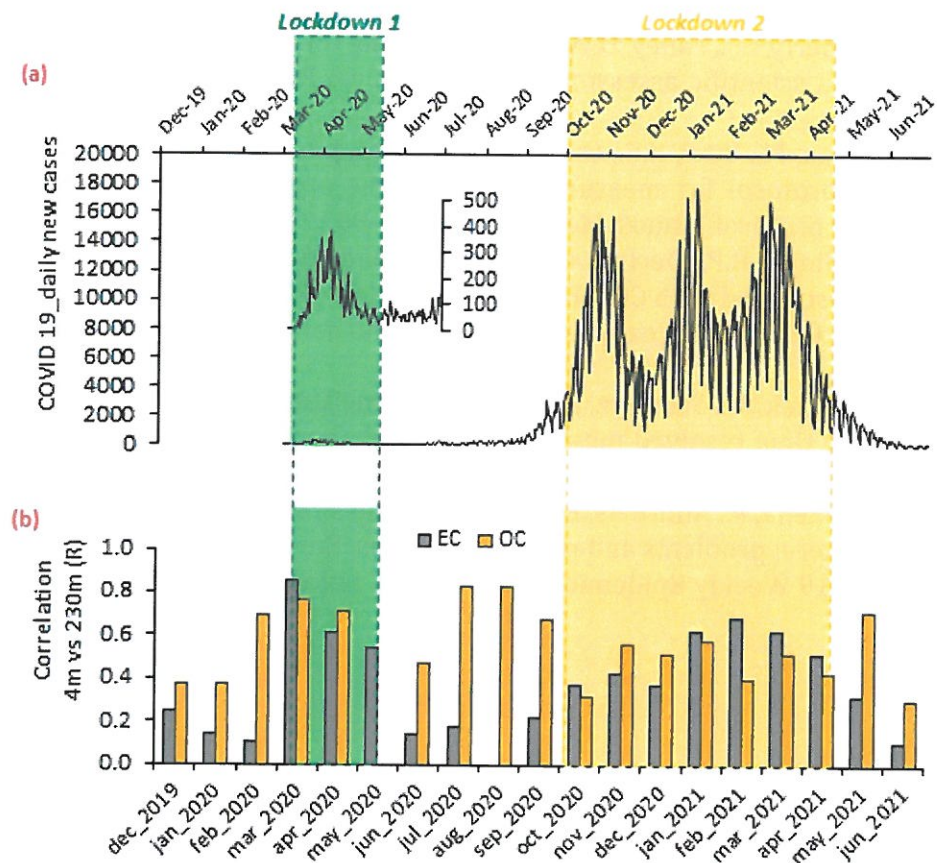 Lockdown 1
Lockdown 2
(a)
Dec-19
Jan-20
Feb-20
Mar-20
Apr-20
May-20
Jun-20
Jul-20
Aug-20
Sep-20
Oct-20
Nov-20
Dec-20
Jan-21
Feb-21
Mar-21
Apr-21
May-21
Jun-21
COVID 19_daily new cases
20000
18000
16000
14000
12000
10000
8000
6000
4000
2000
0
500
400
300
200
100
0
(b)
EC
OC
Correlation
4m vs 230m (R)
1.0
0.8
0.6
0.4
0.2
0.0
dec_2019
jan_2020
feb_2020
mar_2020
apr_2020
may_2020
jun_2020
jul_2020
aug_2020
sep_2020
oct_2020
nov_2020
dec_2020
jan_2021
feb_2021
mar_2021
apr_2021
may_2021
jun_2021